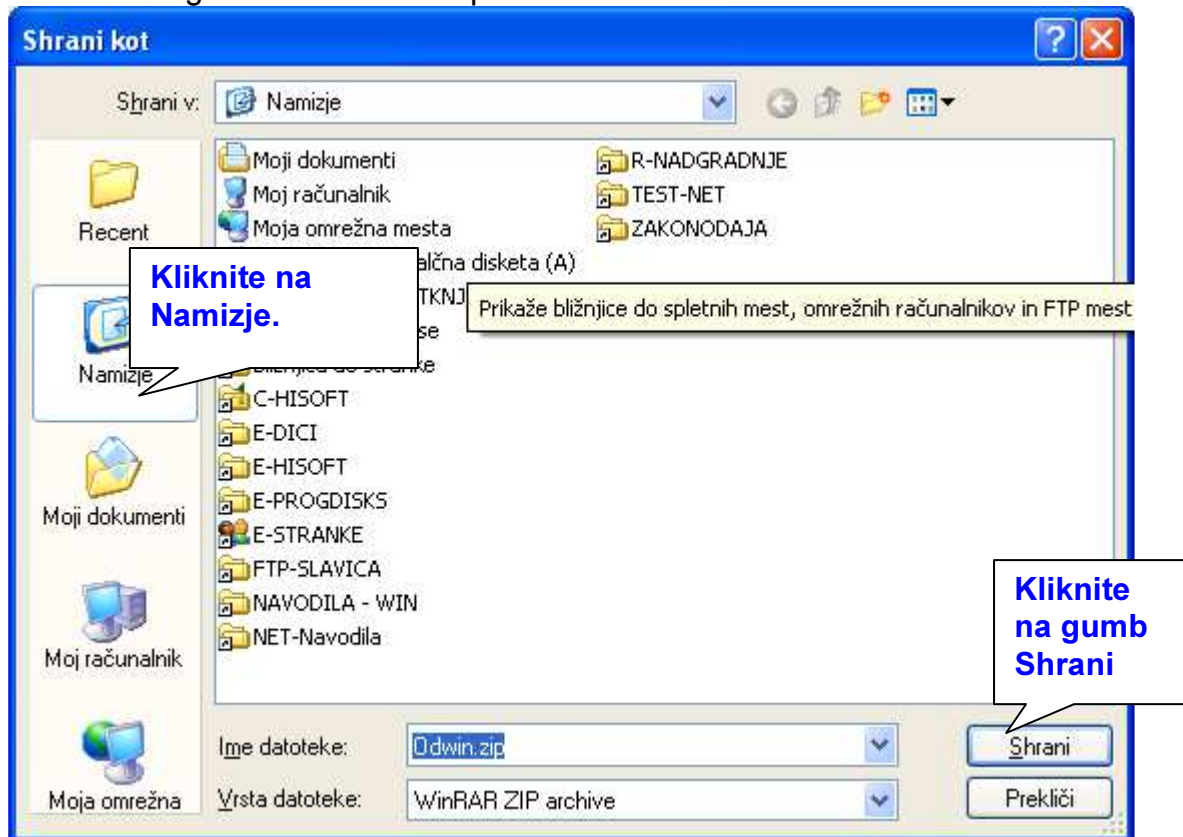 Shrani kot
Shrani v: Namizje
Recent
Namizje
Moji dokumenti
Moj računalnik
Moja omrežna
Kliknite na
Namizje.
Moji dokumenti
Moj računalnik
Moja omrežna mesta
alčna disketa (A)
se
C-HISOFT
E-DICI
E-HISOFT
E-PROGDISKS
E-STRANKE
FTP-SLAVICA
NAVODILA - WIN
NET-Navodila
R-NADGRADNJE
TEST-NET
ZAKONODAJA
Prikaže bližnjice do spletnih mest, omrežnih računalnikov in FTP mest
Kliknite
na gumb
Shrani
Ime datoteke: Odwin.zip
Shrani
Vrsta datoteke: WinRAR ZIP archive
Prekliči